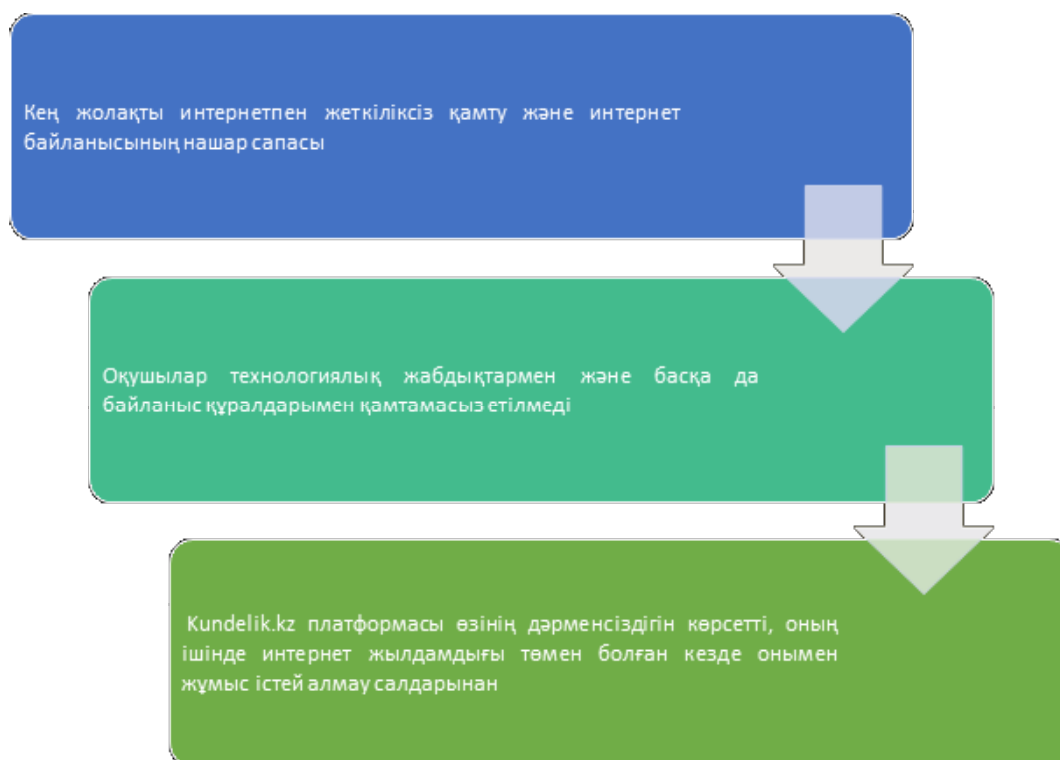 Кең жолақты интернетпен жеткіліксіз қамту және интернет
байланысының нашар сапасы
Оқушылар технологиялық жабдықтармен және басқа да
байланыс құралдарымен қамтамасыз етілмеді
Kundelik.kz платформасы өзінің дәрменсіздігін көрсетті, оның
ішінде интернет жылдамдығы төмен болған кезде онымен
жұмыс істей алмау салдарынан